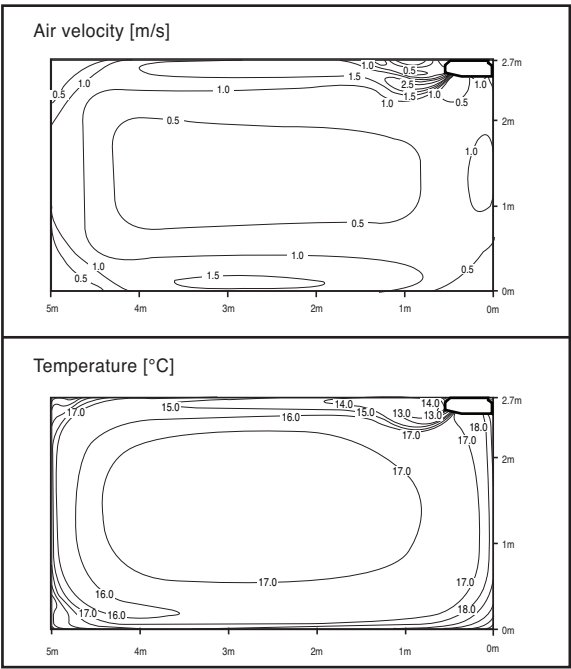 Air velocity [m/s]
1.0 0.5 2.7m
1.5 2.5 1.0
0.5 1.0 1.0 1.5 1.0 0.5
1.0
0.5 2m
1.0
1m
0.5
1.0 1.0 0.5
0.5 1.5
0m
5m 4m 3m 2m 1m 0m
Temperature [°C]
2.7m
17.0 15.0 14.0 14.0
16.0 15.0 13.0 13.0
17.0 18.0
17.0
2m
17.0
1m
17.0 17.0
16.0
17.0 16.0 18.0
0m
5m 4m 3m 2m 1m 0m